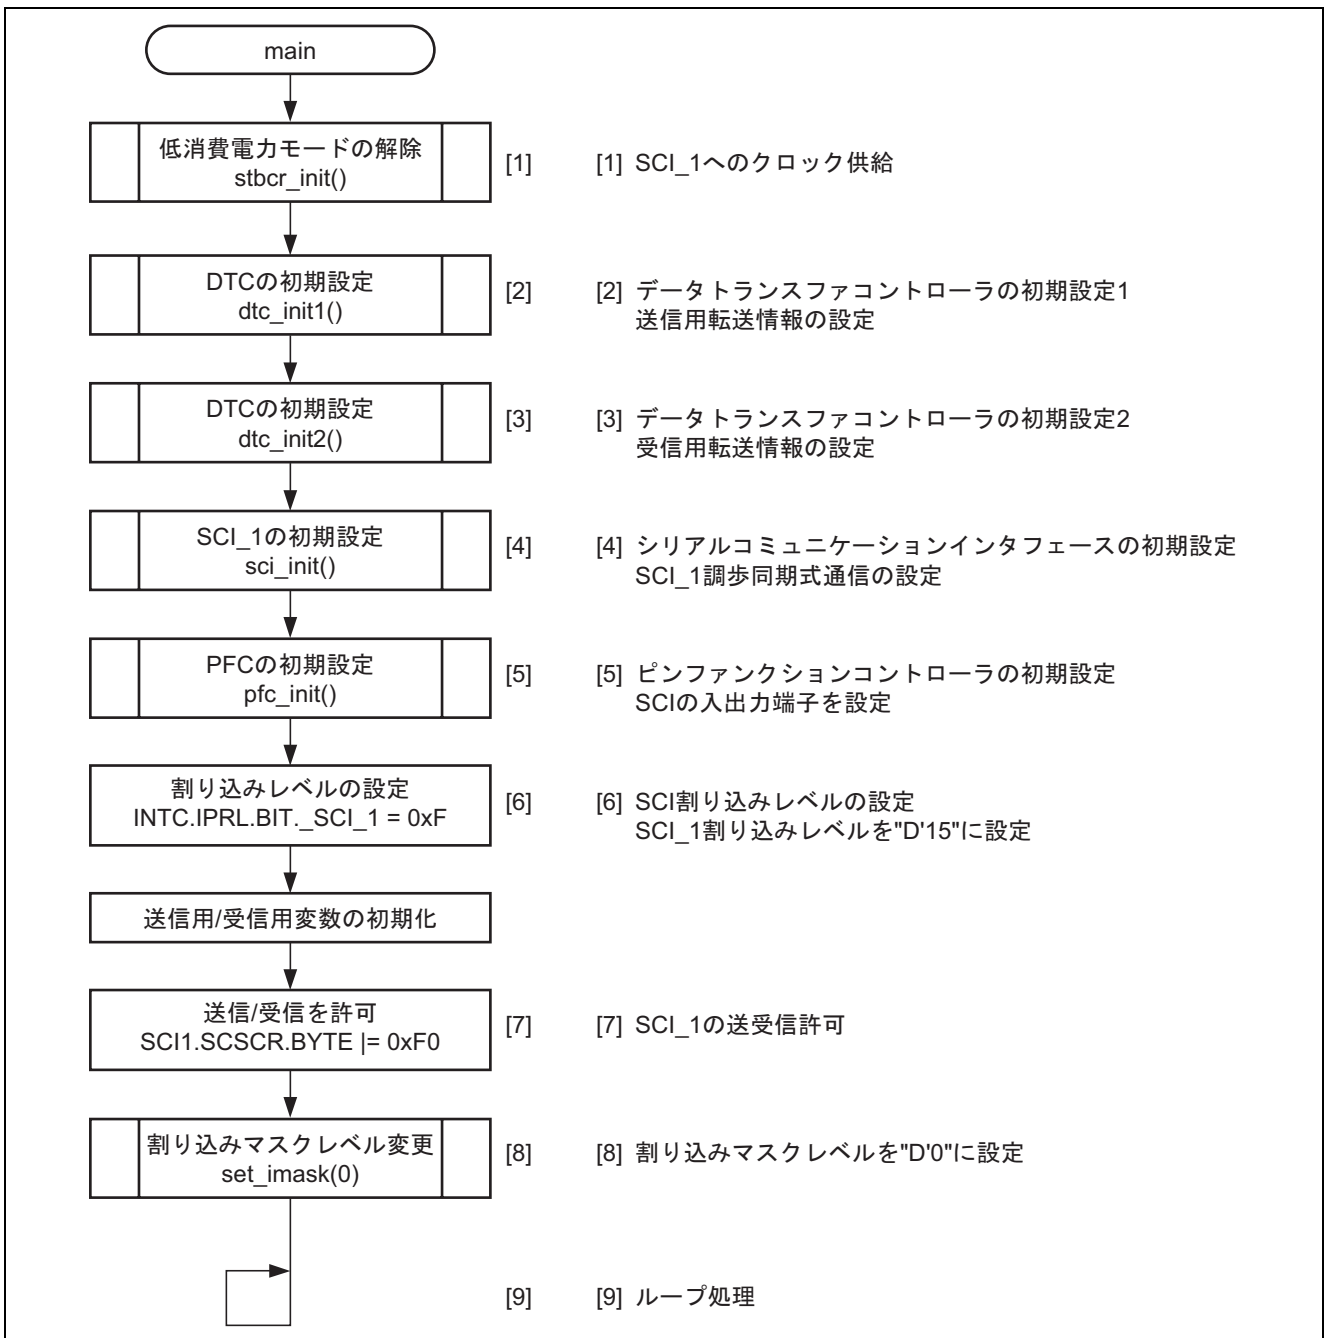 main
低消費電力モードの解除
stbcr_init()
[1]
[1] SCI_1へのクロック供給
DTCの初期設定
dtc_init1()
[2]
[2] データトランスファコントローラの初期設定1
送信用転送情報の設定
DTCの初期設定
dtc_init2()
[3]
[3] データトランスファコントローラの初期設定2
受信用転送情報の設定
SCI_1の初期設定
sci_init()
[4]
[4] シリアルコミュニケーションインタフェースの初期設定
SCI_1調歩同期式通信の設定
PFCの初期設定
pfc_init()
[5]
[5] ピンファンクションコントローラの初期設定
SCIの入出力端子を設定
割り込みレベルの設定
INTC.IPRL.BIT._SCI_1 = 0xF
[6]
[6] SCI割り込みレベルの設定
SCI_1割り込みレベルを"D'15"に設定
送信用/受信用変数の初期化
送信/受信を許可
SCI1.SCSCR.BYTE |= 0xF0
[7]
[7] SCI_1の送受信許可
割り込みマスクレベル変更
set_imask(0)
[8]
[8] 割り込みマスクレベルを"D'0"に設定
[9]
[9] ループ処理